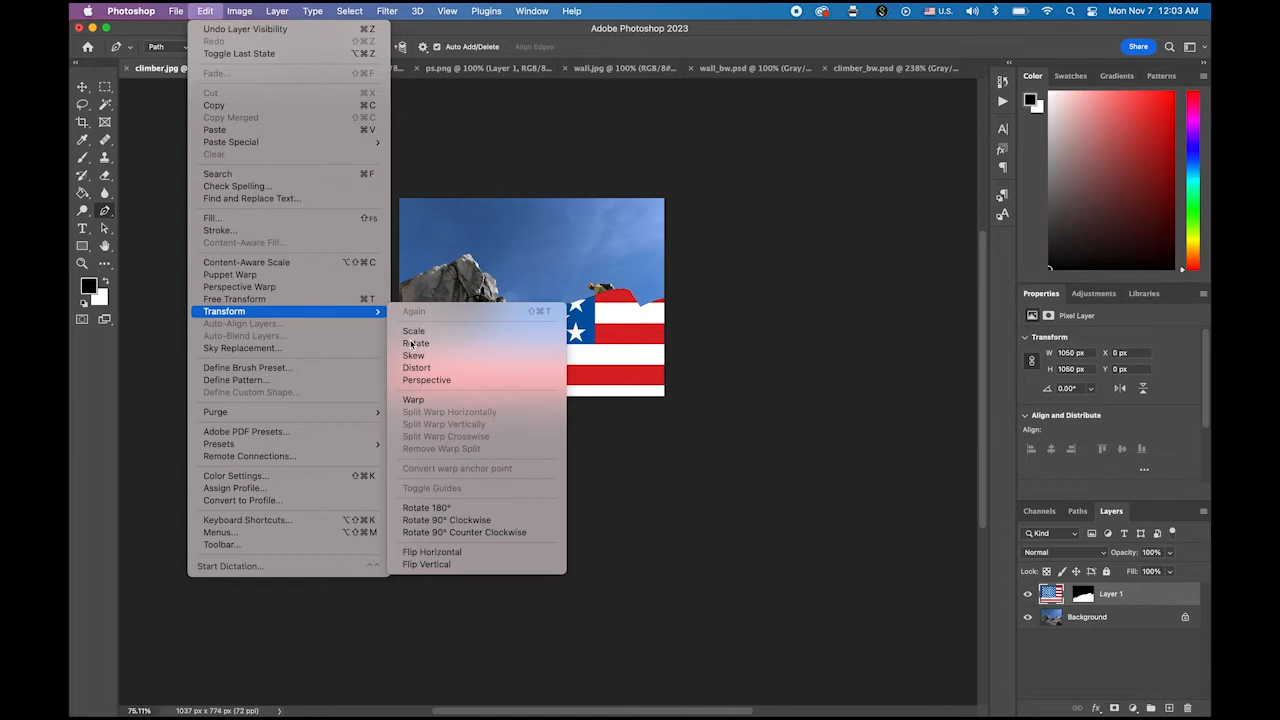 Photoshop File Edit Image Layer Type Select Filter 3D View Plugins Window Help U.S. Mon Nov 7 12:03 AM
Adobe Photoshop 2023
Path Auto Add/Delete Align Edges Share
climber.jpg @ 8... ps.png @ 100% (Layer 1, RGB/8... wall.jpg @ 100% (RGB/8#... wall_bw.psd @ 100% (Gray/... climber_bw.psd @ 238% (Gray/...
Undo Layer Visibility ⌘Z
Redo ⇧⌘Z
Toggle Last State ⌥⌘Z
Fade... ⇧⌘F
Cut ⌘X
Copy ⌘C
Copy Merged ⇧⌘C
Paste ⌘V
Paste Special
Clear
Search ⌘F
Check Spelling...
Find and Replace Text...
Fill... ⇧F5
Stroke...
Content-Aware Fill...
Content-Aware Scale ⌥⇧⌘C
Puppet Warp
Perspective Warp
Free Transform ⌘T
Transform
Auto-Align Layers...
Auto-Blend Layers...
Sky Replacement...
Define Brush Preset...
Define Pattern...
Define Custom Shape...
Purge
Adobe PDF Presets...
Presets
Remote Connections...
Color Settings... ⇧⌘K
Assign Profile...
Convert to Profile...
Keyboard Shortcuts... ⌥⇧⌘K
Menus... ⌥⇧⌘M
Toolbar...
Start Dictation...
Again ⇧⌘T
Scale
Rotate
Skew
Distort
Perspective
Warp
Split Warp Horizontally
Split Warp Vertically
Split Warp Crosswise
Remove Warp Split
Convert warp anchor point
Toggle Guides
Rotate 180°
Rotate 90° Clockwise
Rotate 90° Counter Clockwise
Flip Horizontal
Flip Vertical
Color Swatches Gradients Patterns
Properties Adjustments Libraries
Pixel Layer
Transform
W 1050 px X 0 px
H 1050 px Y 0 px
0.00°
Align and Distribute
Align:
Channels Paths Layers
Kind
Normal Opacity: 100%
Lock: Fill: 100%
Layer 1
Background
75.11% 1037 px x 774 px (72 ppi)